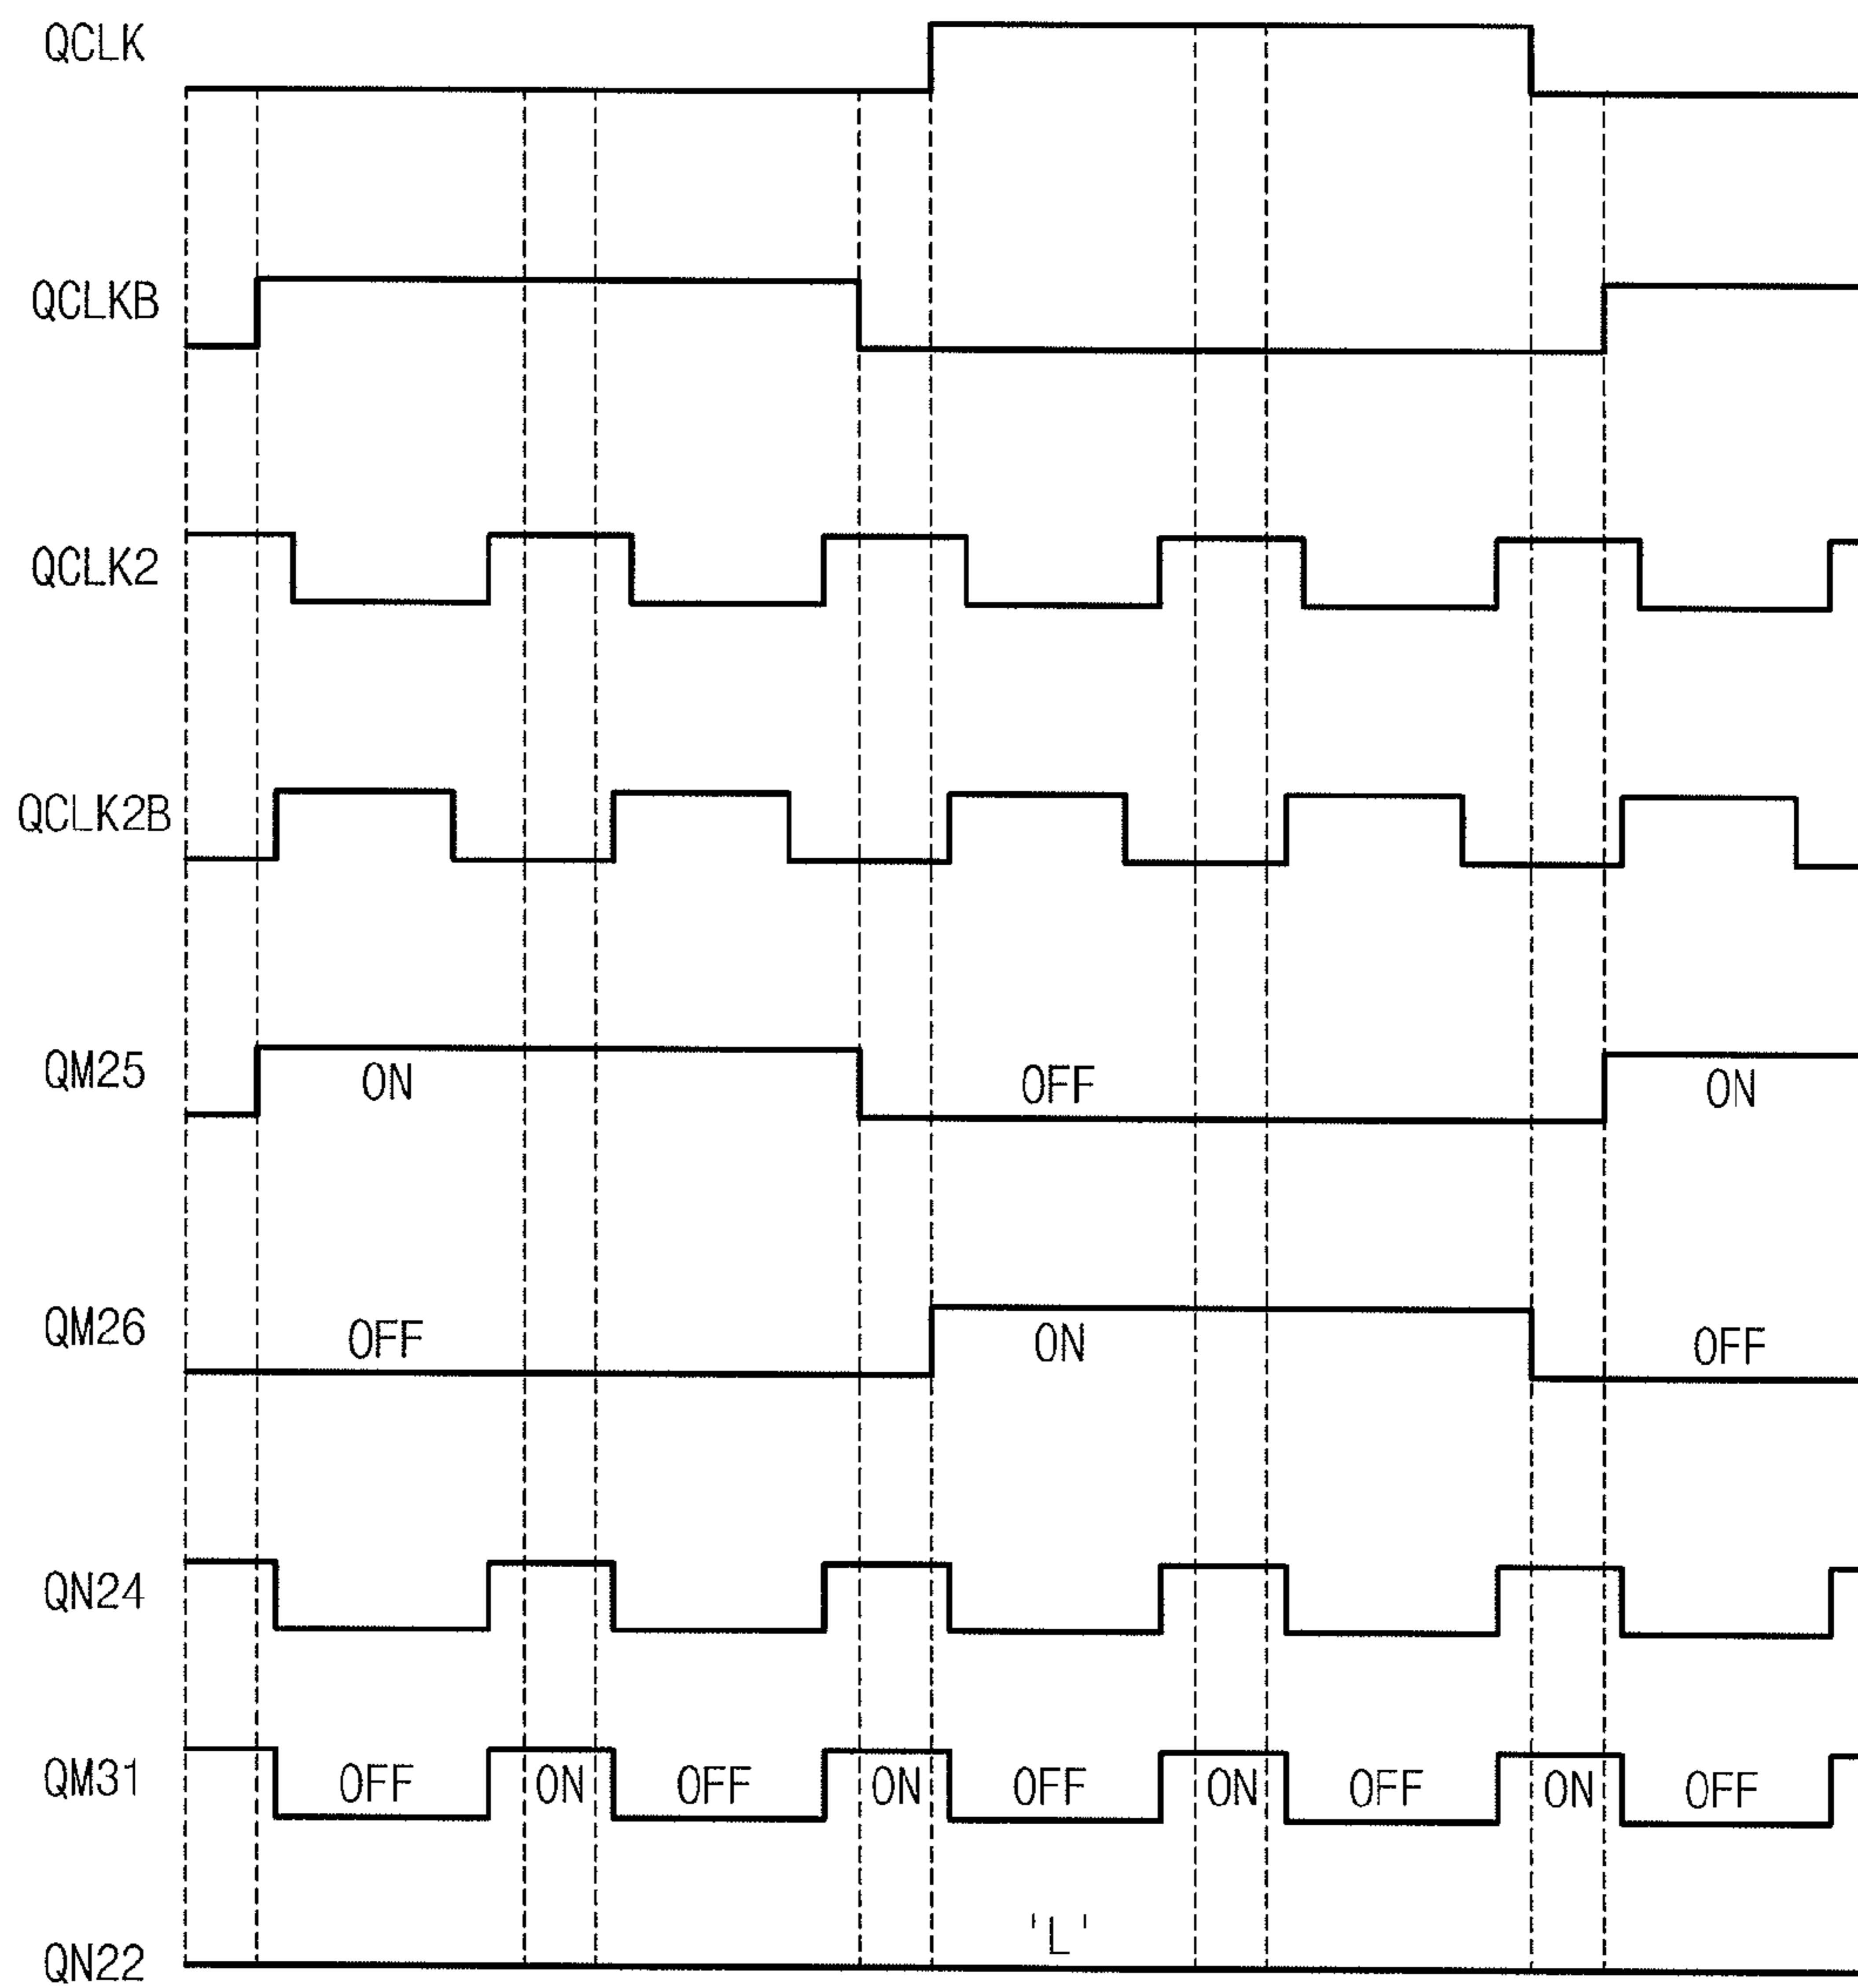 QCLK
QCLKB
QCLK2
QCLK2B
QM25 ON OFF ON
QM26 OFF ON OFF
QN24
QM31 OFF ON OFF ON OFF ON OFF ON OFF
QN22 'L'